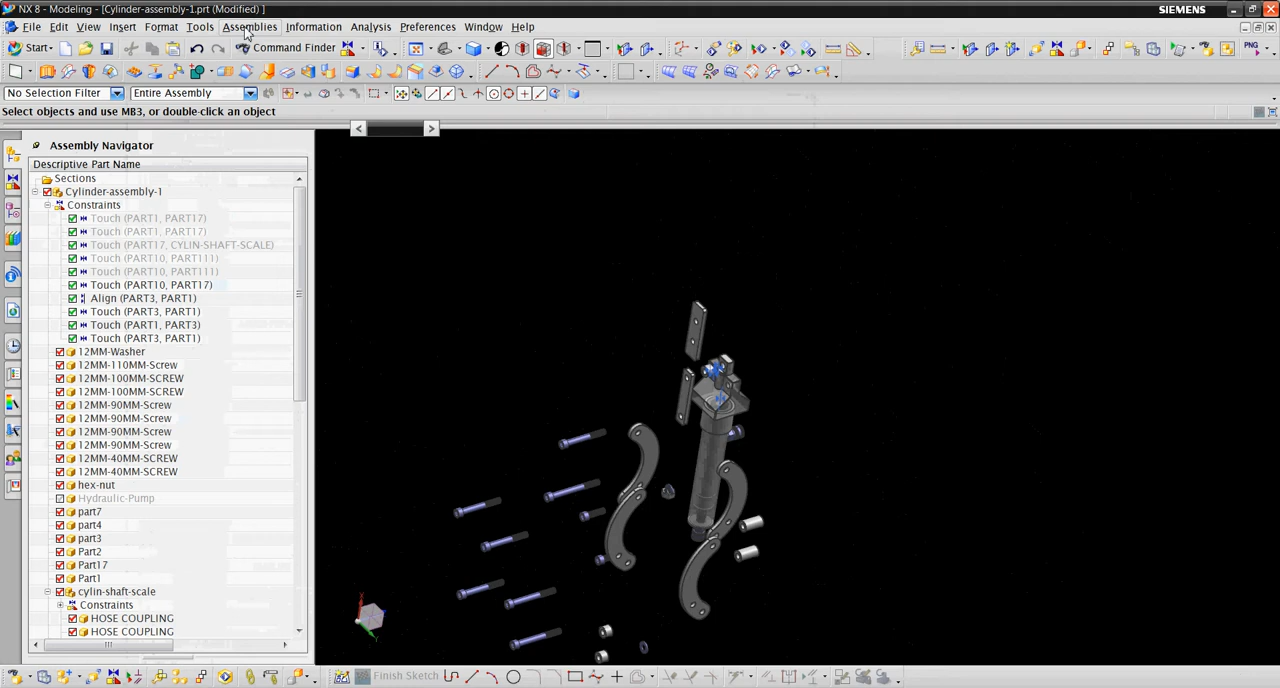 NX 8 - Modeling - [Cylinder-assembly-1.prt (Modified) ]
SIEMENS
File Edit View Insert Format Tools Assemblies Information Analysis Preferences Window Help
Start Command Finder PNG
No Selection Filter Entire Assembly
Select objects and use MB3, or double-click an object
Assembly Navigator
Descriptive Part Name
Sections
Cylinder-assembly-1
Constraints
Touch (PART1, PART17)
Touch (PART1, PART17)
Touch (PART17, CYLIN-SHAFT-SCALE)
Touch (PART10, PART111)
Touch (PART10, PART111)
Touch (PART10, PART17)
Align (PART3, PART1)
Touch (PART3, PART1)
Touch (PART1, PART3)
Touch (PART3, PART1)
12MM-Washer
12MM-110MM-Screw
12MM-100MM-SCREW
12MM-100MM-SCREW
12MM-90MM-Screw
12MM-90MM-Screw
12MM-90MM-Screw
12MM-90MM-Screw
12MM-40MM-SCREW
12MM-40MM-SCREW
hex-nut
Hydraulic-Pump
part7
part4
part3
Part2
Part17
Part1
cylin-shaft-scale
Constraints
HOSE COUPLING
HOSE COUPLING
Finish Sketch